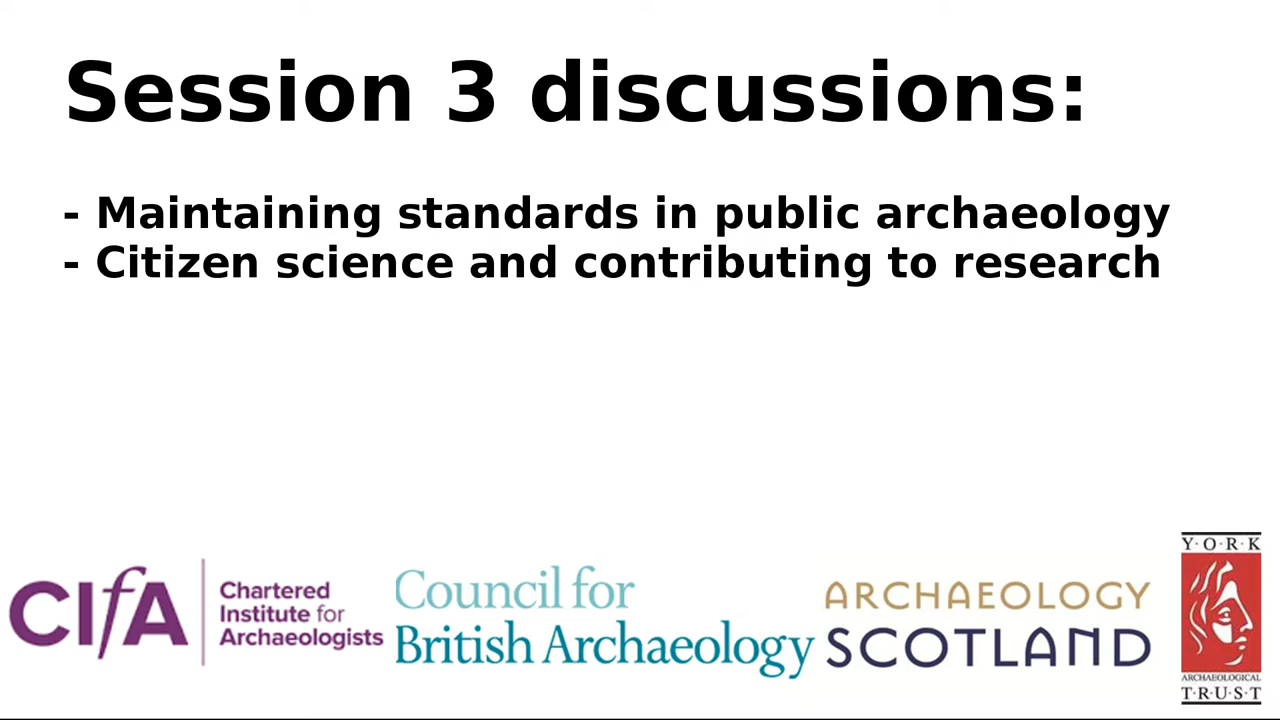 Session 3 discussions:
- Maintaining standards in public archaeology
- Citizen science and contributing to research
CIfA
Chartered
Institute for
Archaeologists
Council for
British Archaeology
ARCHAEOLOGY
SCOTLAND
Y·O·R·K
ARCHAEOLOGICAL
T·R·U·S·T